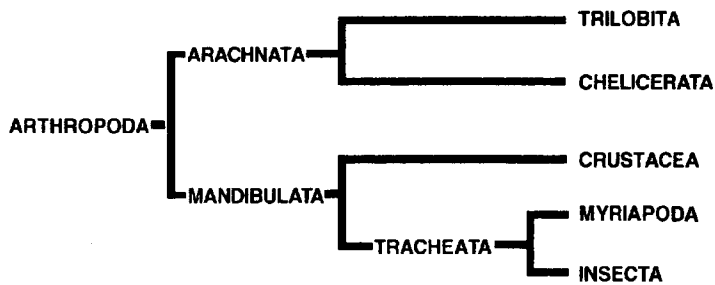 TRILOBITA
ARACHNATA
CHELICERATA
ARTHROPODA
CRUSTACEA
MANDIBULATA
MYRIAPODA
TRACHEATA
INSECTA